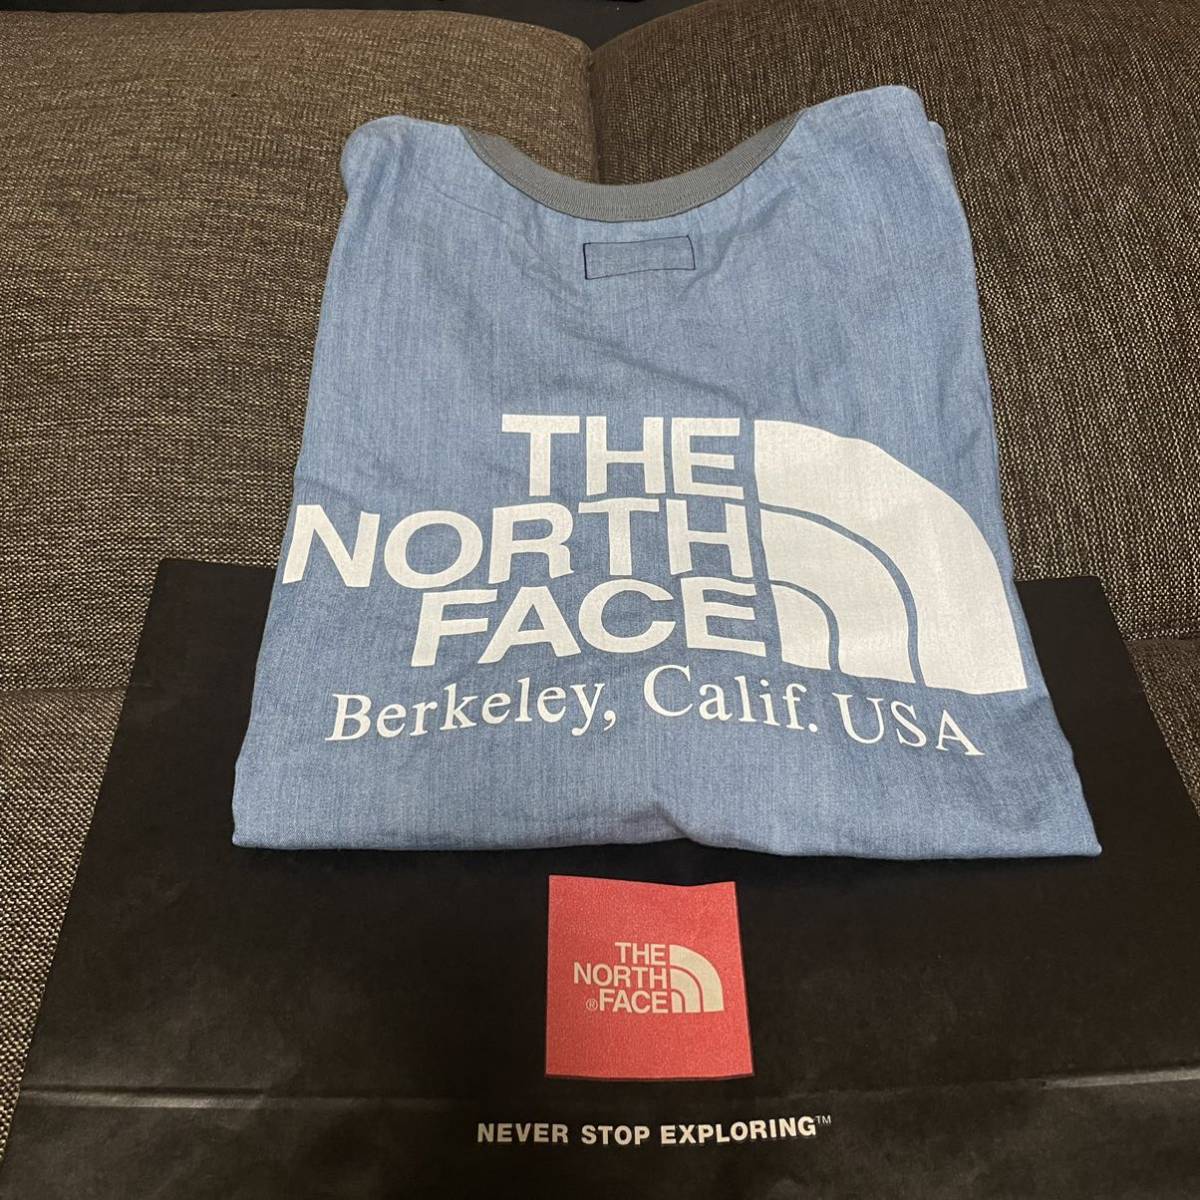 THE
NORTH
FACE
Berkeley, Calif. USA
THE
NORTH
®FACE
NEVER STOP EXPLORING™